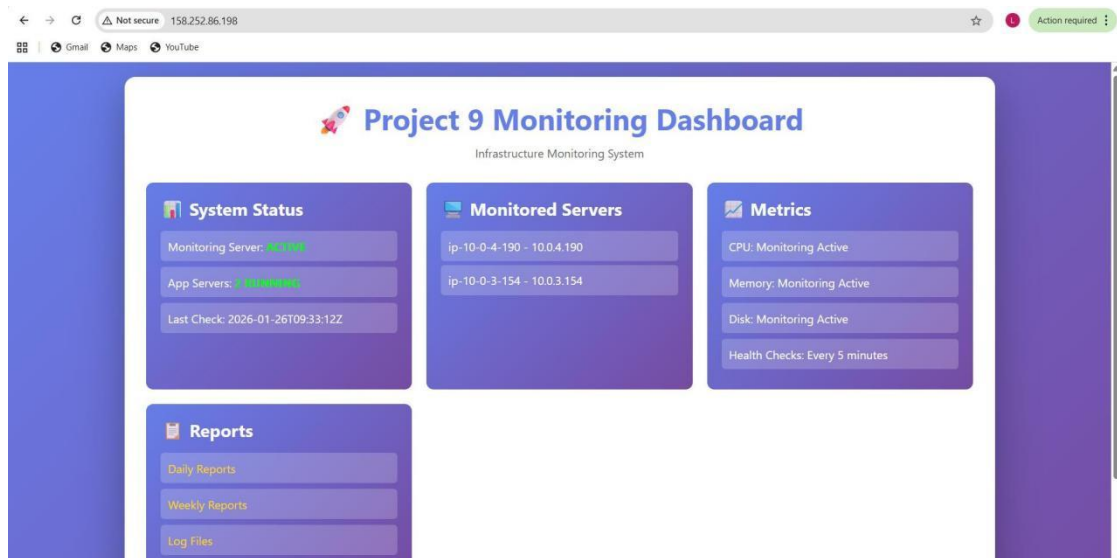 Not secure 158.252.86.198
L
Action required
Gmail Maps YouTube
Project 9 Monitoring Dashboard
Infrastructure Monitoring System
System Status
Monitoring Server: ACTIVE
App Servers: 2 RUNNING
Last Check: 2026-01-26T09:33:12Z
Monitored Servers
ip-10-0-4-190 - 10.0.4.190
ip-10-0-3-154 - 10.0.3.154
Metrics
CPU: Monitoring Active
Memory: Monitoring Active
Disk: Monitoring Active
Health Checks: Every 5 minutes
Reports
Daily Reports
Weekly Reports
Log Files